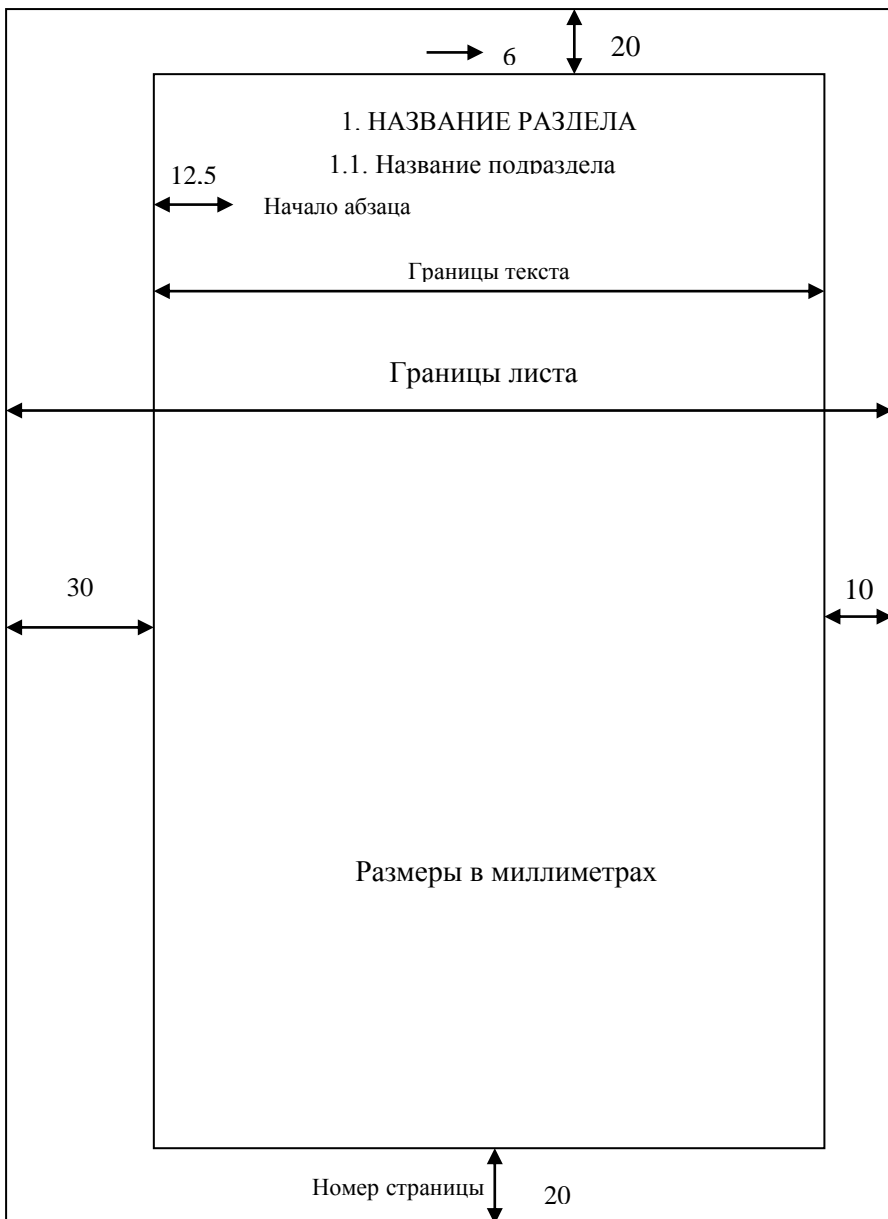 6 20
1. НАЗВАНИЕ РАЗДЕЛА
1.1. Название подраздела
12,5
Начало абзаца
Границы текста
Границы листа
30 10
Размеры в миллиметрах
Номер страницы 20